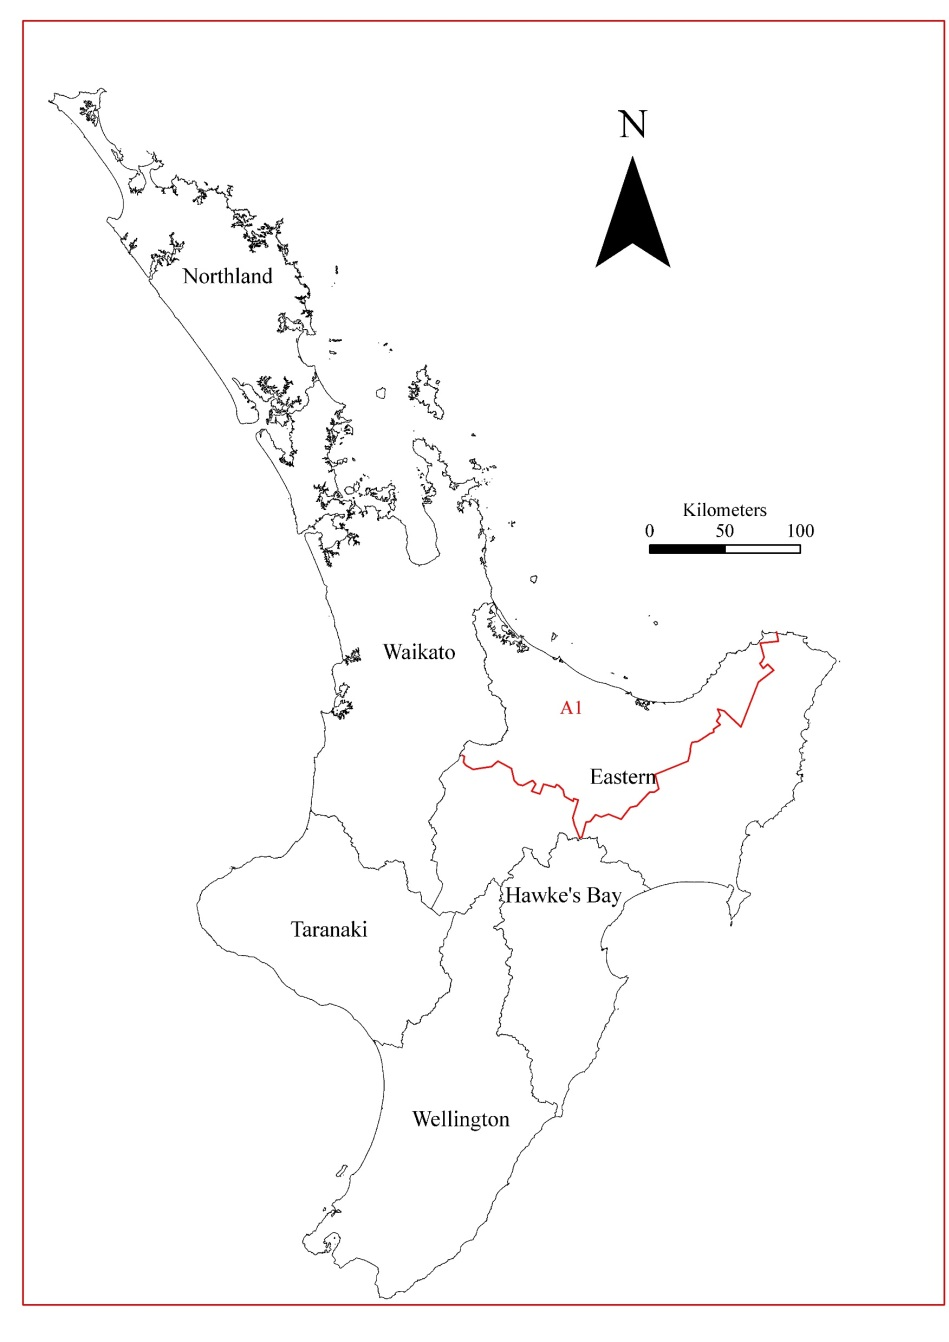 N
Northland
Kilometers
0 50 100
Waikato
A1
Eastern
Hawke's Bay
Taranaki
Wellington